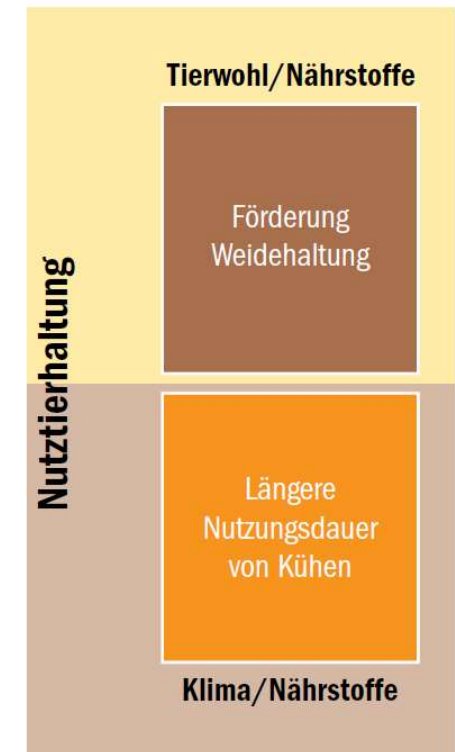 Tierwohl/Nährstoffe
Förderung
Weidehaltung
Nutztierhaltung
Längere
Nutzungsdauer
von Kühen
Klima/Nährstoffe